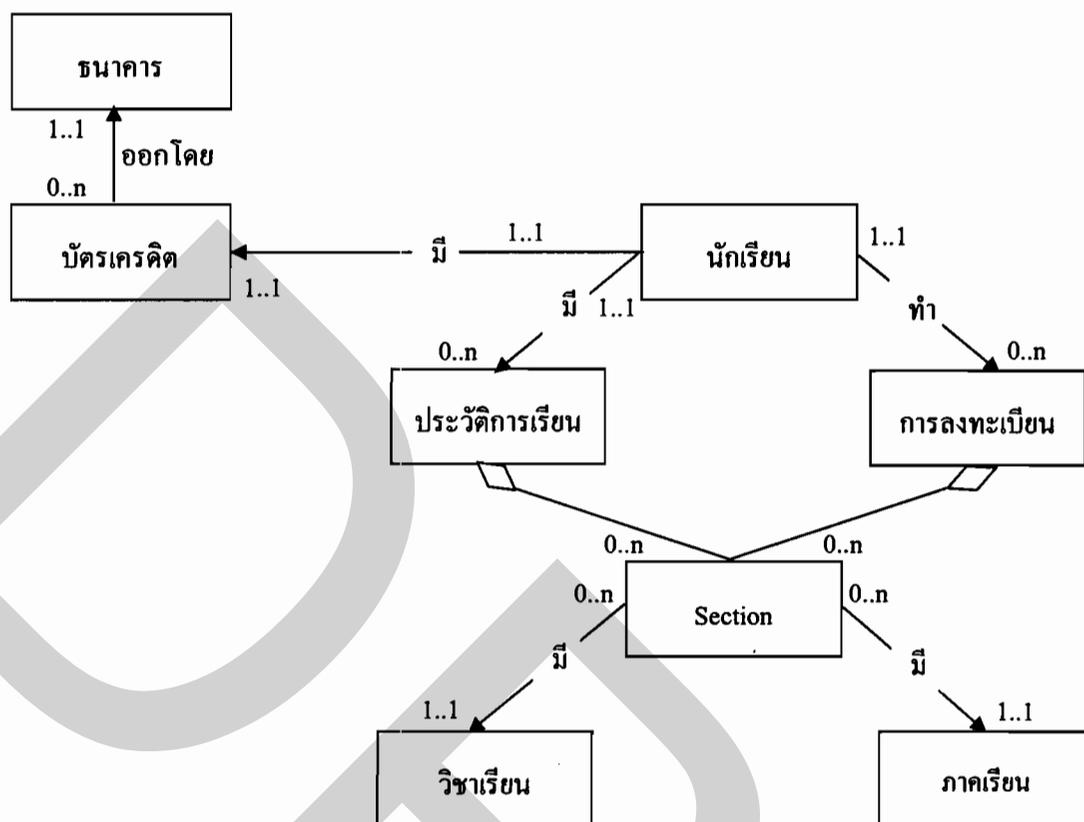 ธนาคาร
1..1
ออกโดย
0..n
บัตรเครดิต
1..1
มี
1..1
นักเรียน
1..1
มี 1..1
ทำ
0..n
0..n
ประวัติการเรียน
การลงทะเบียน
0..n
0..n
0..n
0..n
Section
มี
มี
1..1
1..1
วิชาเรียน
ภาคเรียน